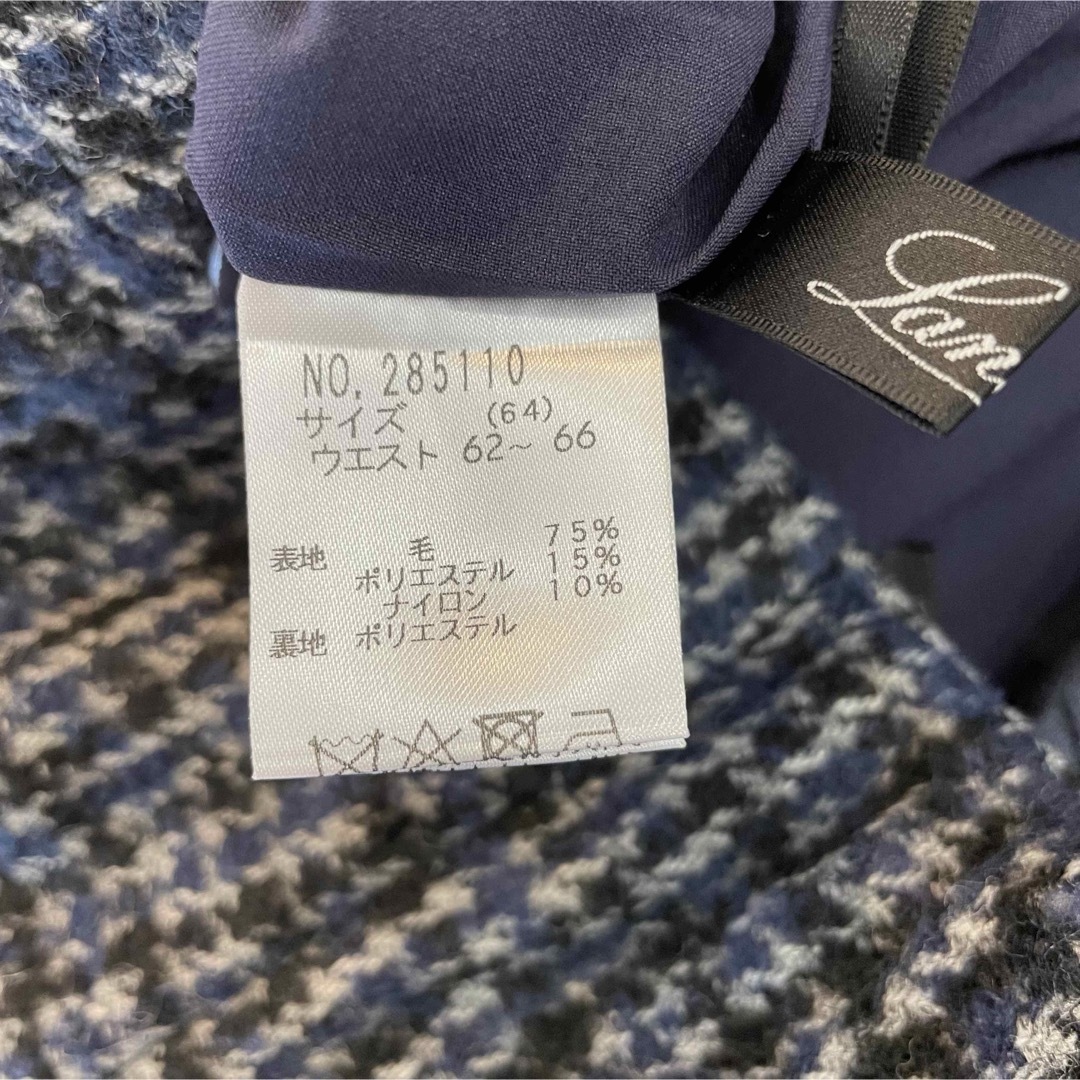 NO.285110
サイズ (64)
ウエスト 62～66
表地 毛 75%
ポリエステル 15%
ナイロン 10%
裏地 ポリエステル
Lan